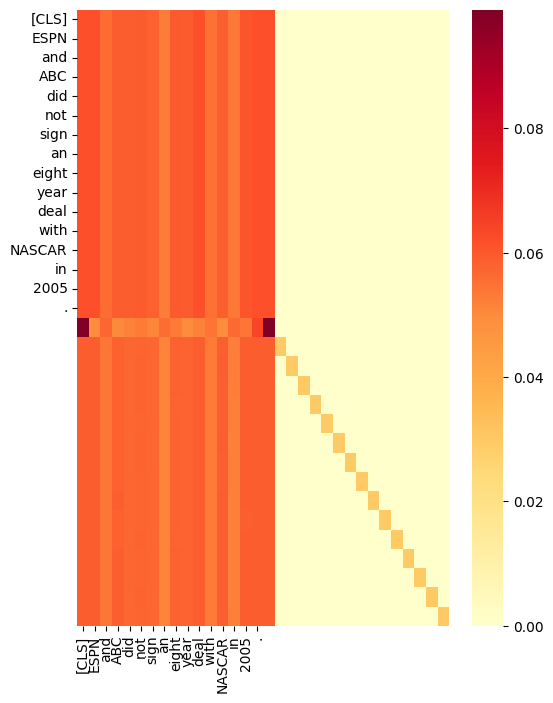 [CLS]
ESPN
and
ABC
did
not
sign
an
eight
year
deal
with
NASCAR
in
2005
.
0.08
0.06
0.04
0.02
0.00
[CLS]
ESPN
and
ABC
did
not
sign
an
eight
year
deal
with
NASCAR
in
2005
.